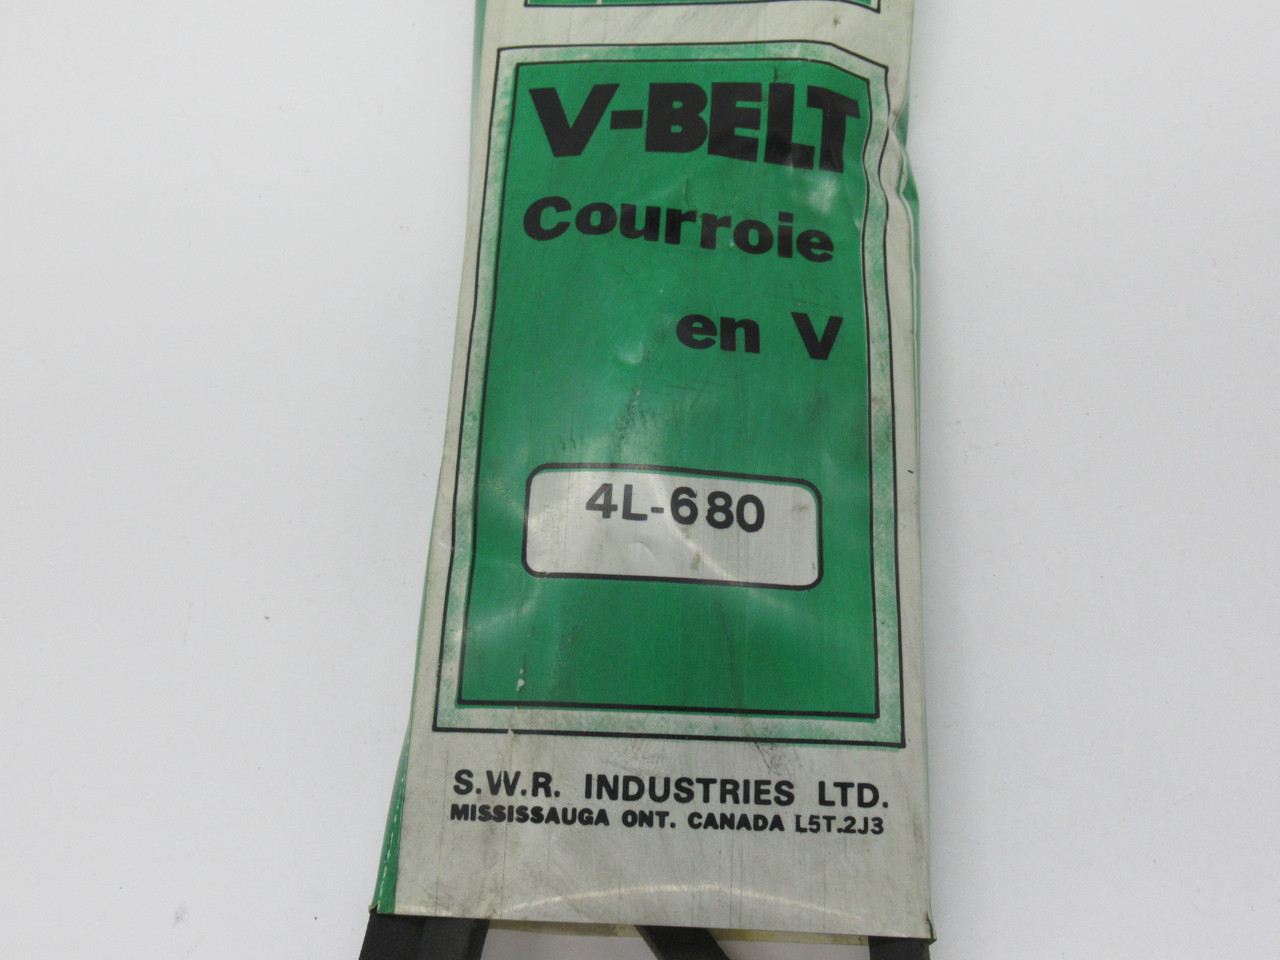 V-BELT
Courroie
en V
4L-680
S.W.R. INDUSTRIES LTD.
MISSISSAUGA ONT. CANADA L5T.2J3